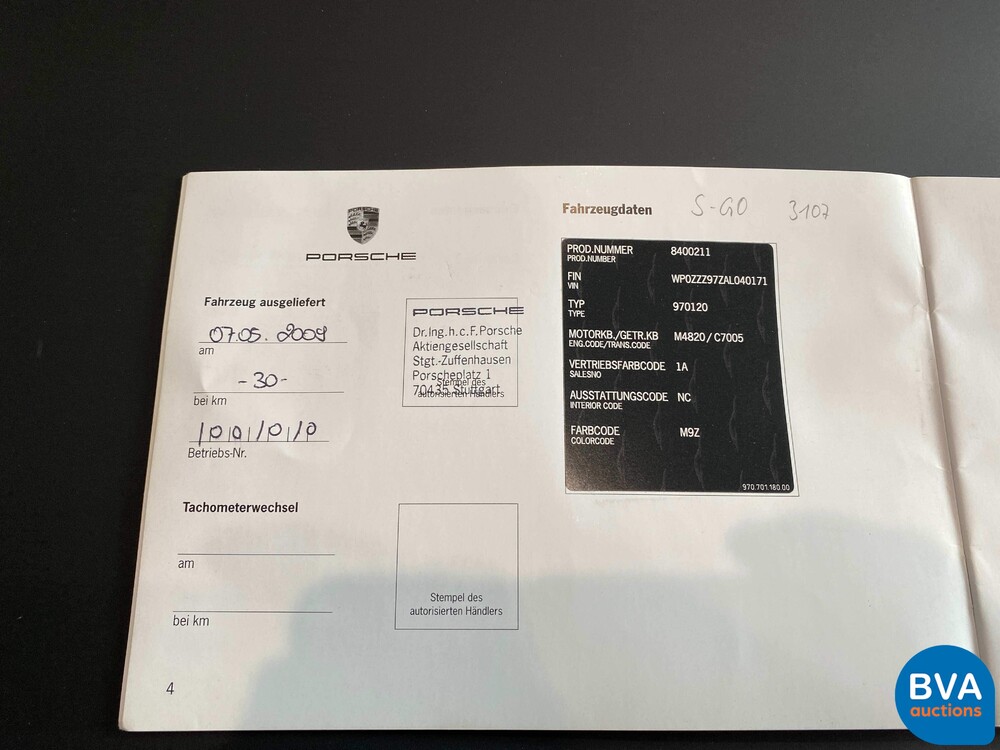 PORSCHE
PORSCHE
Fahrzeug ausgeliefert
07.05. 2009
am
-30-
bei km
Betriebs-Nr.
PORSCHE
Dr.Ing.h.c.F.Porsche
Aktiengesellschaft
Stgt.-Zuffenhausen
Porscheplatz 1
70435 Stuttgart
Stempel des
autorisierten Händlers
Tachometerwechsel
am
bei km
Stempel des
autorisierten Händlers
4
Fahrzeugdaten S-GO 3107
PROD.NUMMER 8400211
PROD.NUMBER
FIN WP0ZZZ97ZAL040171
VIN
TYP 970120
TYPE
MOTORKB./GETR.KB M4820/C7005
ENG.CODE/TRANS.CODE
VERTRIEBSFARBCODE 1A
SALESNO
AUSSTATTUNGSCODE NC
INTERIOR CODE
FARBCODE M9Z
COLORCODE
970.701.180.00
BVA
auctions